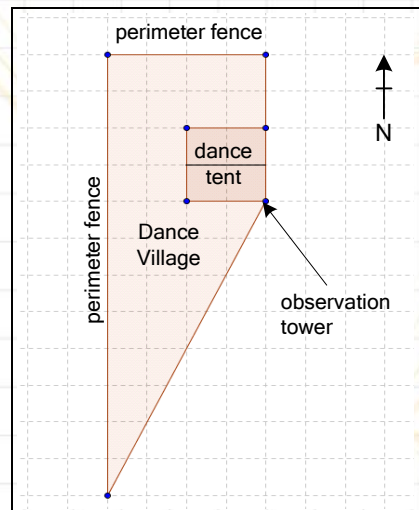 perimeter fence
N
dance
tent
perimeter fence
Dance
Village
observation
tower